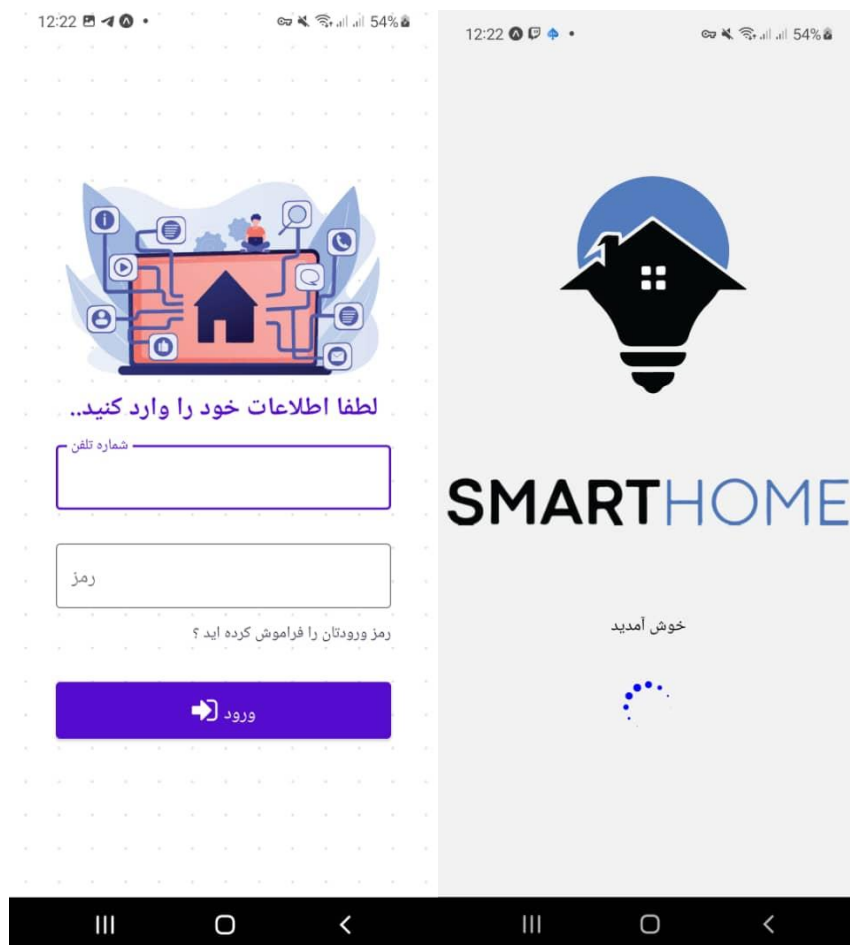 12:22
54%
لطفا اطلاعات خود را وارد کنید..
شماره تلفن
رمز
رمز ورودتان را فراموش کرده اید ؟
ورود
12:22
54%
SMARTHOME
خوش آمدید